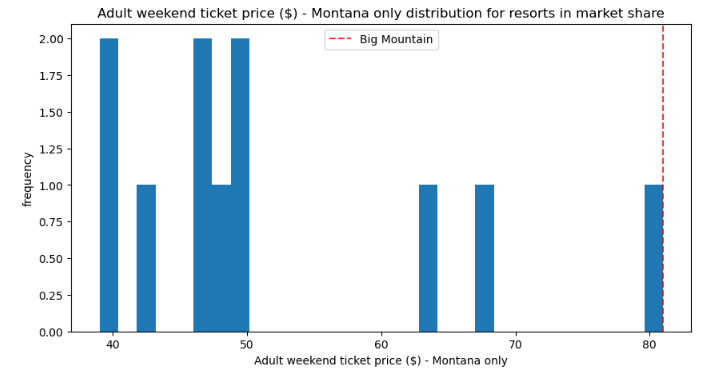 Adult weekend ticket price ($) - Montana only distribution for resorts in market share
Big Mountain
frequency
2.00
1.75
1.50
1.25
1.00
0.75
0.50
0.25
0.00
40 50 60 70 80
Adult weekend ticket price ($) - Montana only